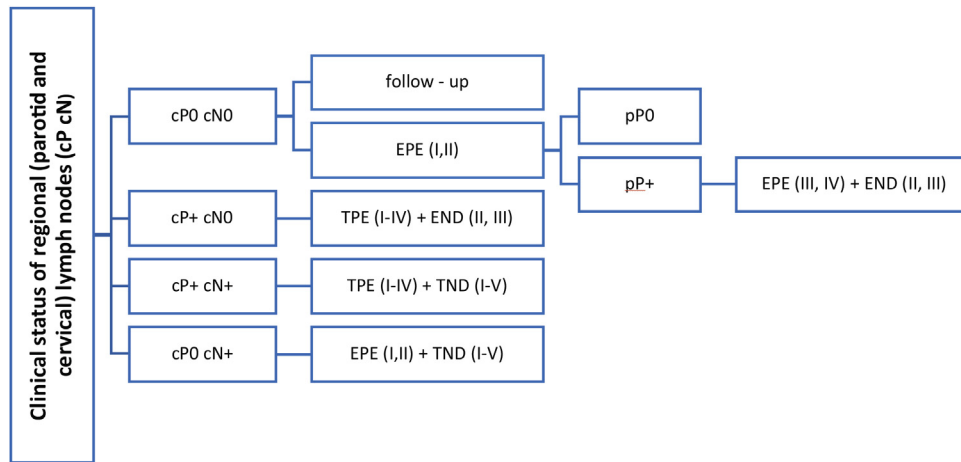 Clinical status of regional (parotid and
cervical) lymph nodes (cP cN)
cP0 cN0
follow - up
EPE (I,II)
pP0
pP+
EPE (III, IV) + END (II, III)
cP+ cN0
TPE (I-IV) + END (II, III)
cP+ cN+
TPE (I-IV) + TND (I-V)
cP0 cN+
EPE (I,II) + TND (I-V)